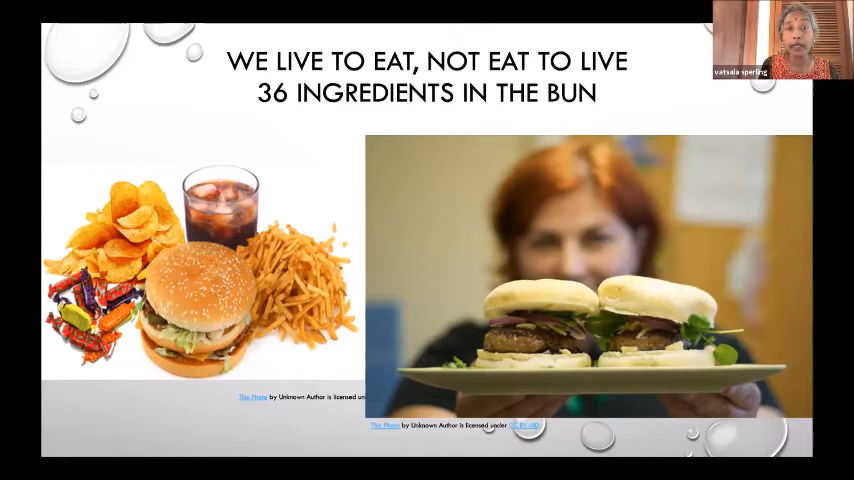 WE LIVE TO EAT, NOT EAT TO LIVE
36 INGREDIENTS IN THE BUN
vatsala sperling
This Photo by Unknown Author is licensed un
This Photo by Unknown Author is licensed under CC BY-ND